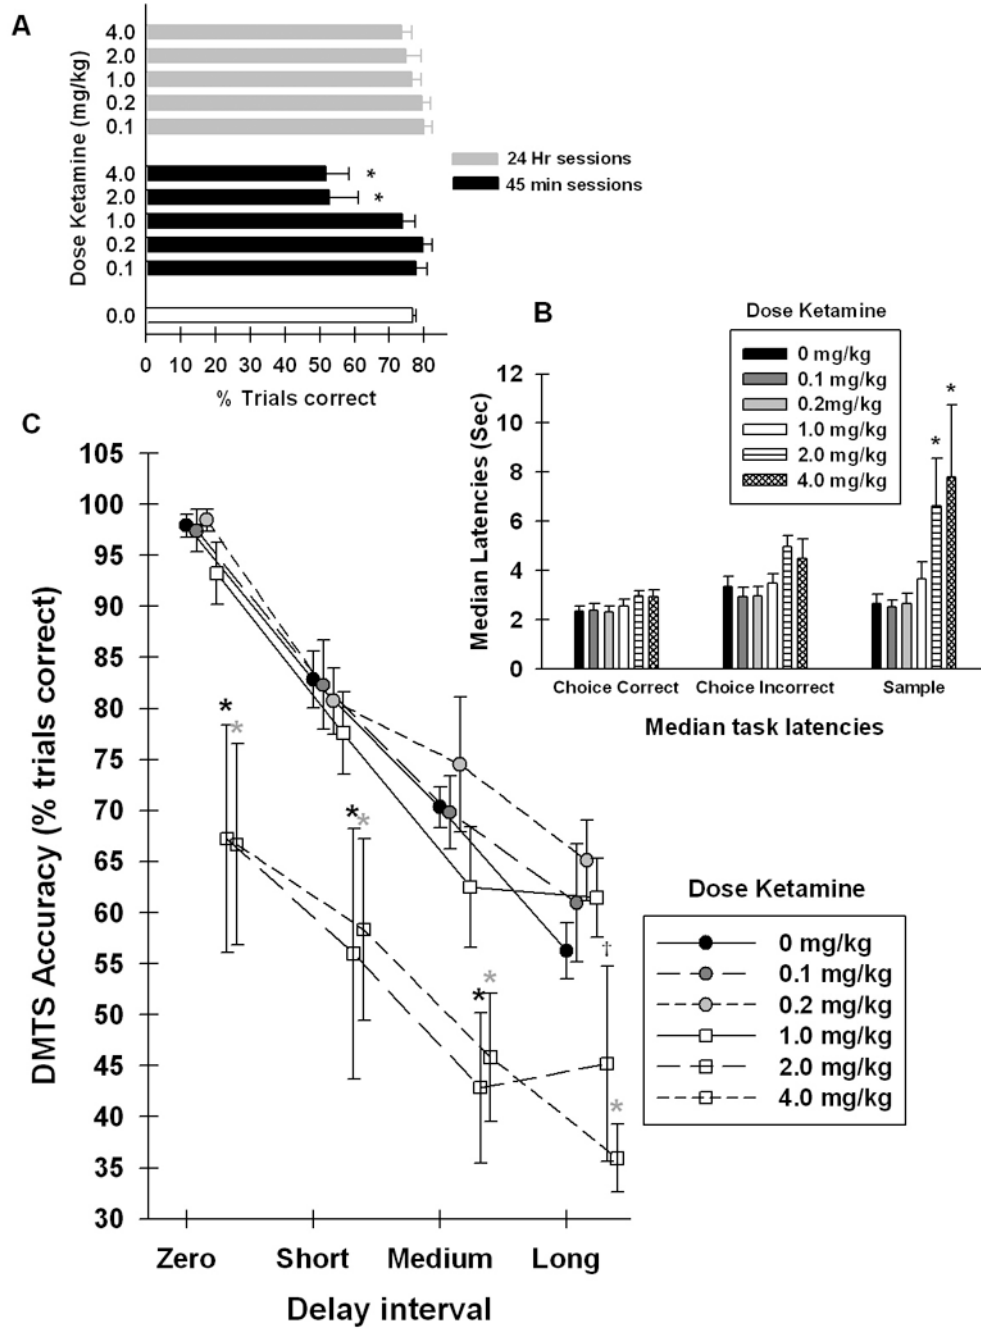 A
Dose Ketamine (mg/kg)
4.0
2.0
1.0
0.2
0.1
4.0 *
2.0 *
1.0
0.2
0.1
0.0
0 10 20 30 40 50 60 70 80
% Trials correct
24 Hr sessions
45 min sessions
B
Dose Ketamine
0 mg/kg
0.1 mg/kg
0.2mg/kg
1.0 mg/kg
2.0 mg/kg
4.0 mg/kg
Median Latencies (Sec)
12
10
8
6
4
2
0
* *
Choice Correct Choice Incorrect Sample
Median task latencies
C
DMTS Accuracy (% trials correct)
105
100
95
90
85
80
75
70
65
60
55
50
45
40
35
30
* *
* *
* *
† *
Zero Short Medium Long
Delay interval
Dose Ketamine
0 mg/kg
0.1 mg/kg
0.2 mg/kg
1.0 mg/kg
2.0 mg/kg
4.0 mg/kg